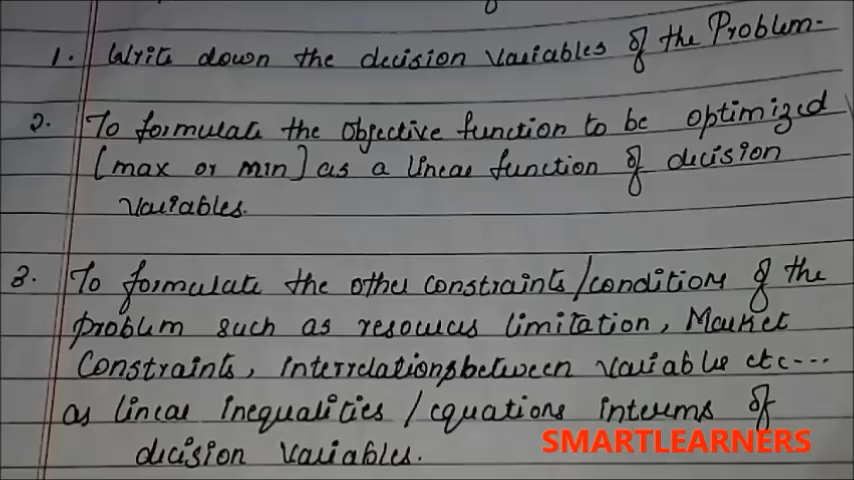 1. Write down the decision variables of the Problem-
2. To formulate the objective function to be optimized
[max or min] as a linear function of decision
variables.
3. To formulate the other constraints/conditions of the
problem such as resources limitation, Market
Constraints, interrelations between variable etc---
as linear inequalities/equations interms of
decision variables.
SMARTLEARNERS